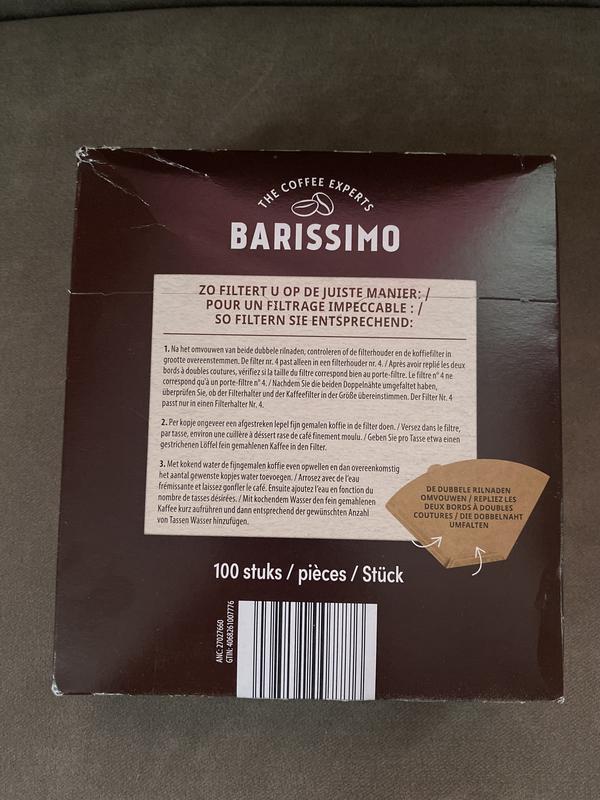 THE COFFEE EXPERTS
BARISSIMO
ZO FILTERT U OP DE JUISTE MANIER: /
POUR UN FILTRAGE IMPECCABLE : /
SO FILTERN SIE ENTSPRECHEND:
1. Na het omvouwen van beide dubbele rilnaden, controleren of de filterhouder en de koffiefilter in
grootte overeenstemmen. De filter nr. 4 past alleen in een filterhouder nr. 4. / Après avoir replié les deux
bords à doubles coutures, vérifiez si la taille du filtre correspond bien au porte-filtre. Le filtre n° 4 ne
correspond qu'à un porte-filtre n° 4. / Nachdem Sie die beiden Doppelnähte umgefaltet haben,
überprüfen Sie, ob der Filterhalter und der Kaffeefilter in der Größe übereinstimmen. Der Filter Nr. 4
passt nur in einen Filterhalter Nr. 4.
2. Per kopje ongeveer een afgestreken lepel fijn gemalen koffie in de filter doen. / Versez dans le filtre,
par tasse, environ une cuillère à dessert rase de café finement moulu. / Geben Sie pro Tasse etwa einen
gestrichenen Löffel fein gemahlenen Kaffee in den Filter.
3. Met kokend water de fijngemalen koffie even opwellen en dan overeenkomstig
het aantal gewenste kopjes water toevoegen. / Arrosez avec de l'eau
frémissante et laissez gonfler le café. Ensuite ajoutez l'eau en fonction du
nombre de tasses désirées. / Mit kochendem Wasser den fein gemahlenen
Kaffee kurz aufrühren und dann entsprechend der gewünschten Anzahl
von Tassen Wasser hinzufügen.
DE DUBBELE RILNADEN
OMVOUWEN / REPLIEZ LES
DEUX BORDS À DOUBLES
COUTURES / DIE DOBBELNAHT
UMFALTEN
100 stuks / pièces / Stück
ANC: 27027660
GTIN: 4068261007776